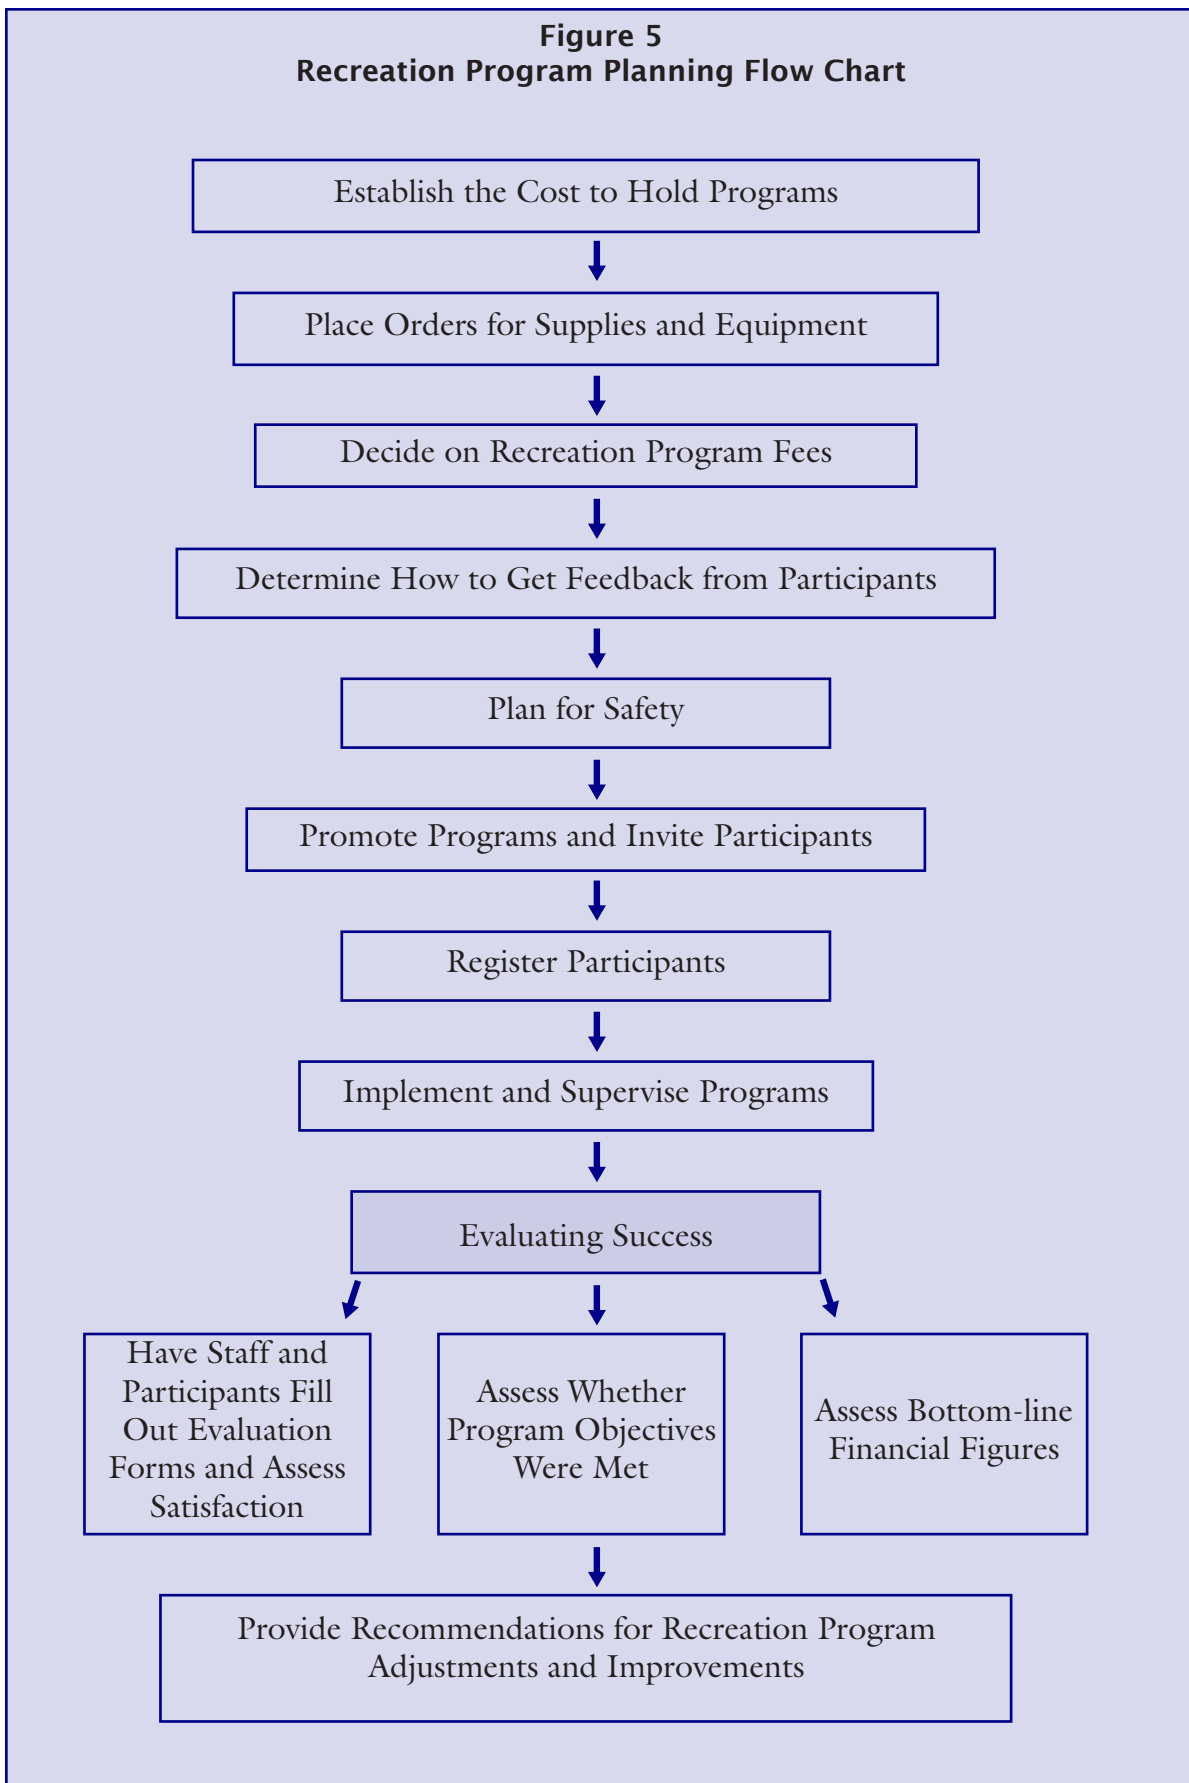 Figure 5
Recreation Program Planning Flow Chart
Establish the Cost to Hold Programs
Place Orders for Supplies and Equipment
Decide on Recreation Program Fees
Determine How to Get Feedback from Participants
Plan for Safety
Promote Programs and Invite Participants
Register Participants
Implement and Supervise Programs
Evaluating Success
Have Staff and
Participants Fill
Out Evaluation
Forms and Assess
Satisfaction
Assess Whether
Program Objectives
Were Met
Assess Bottom-line
Financial Figures
Provide Recommendations for Recreation Program
Adjustments and Improvements